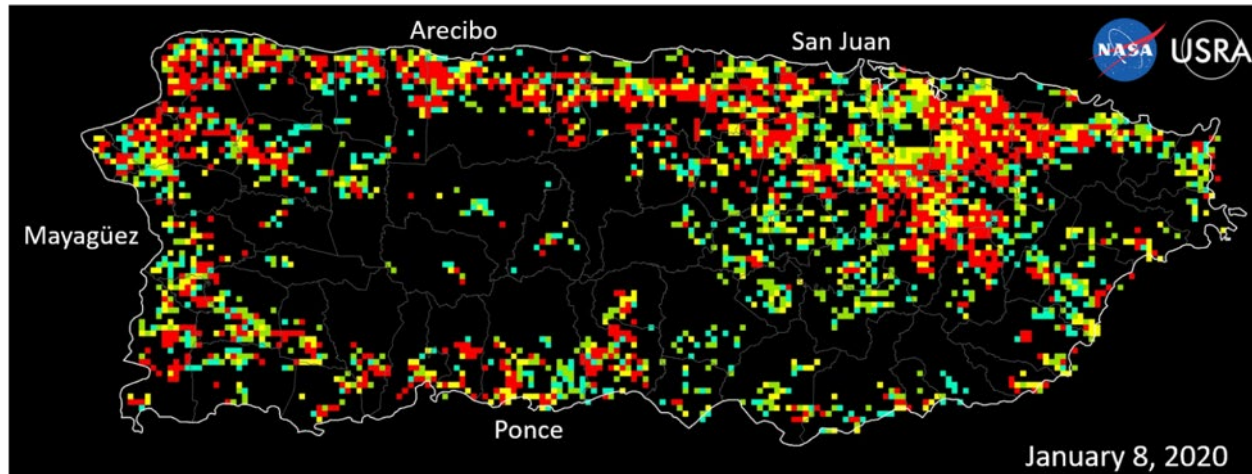 Arecibo
San Juan
NASA
USRA
Mayagüez
Ponce
January 8, 2020